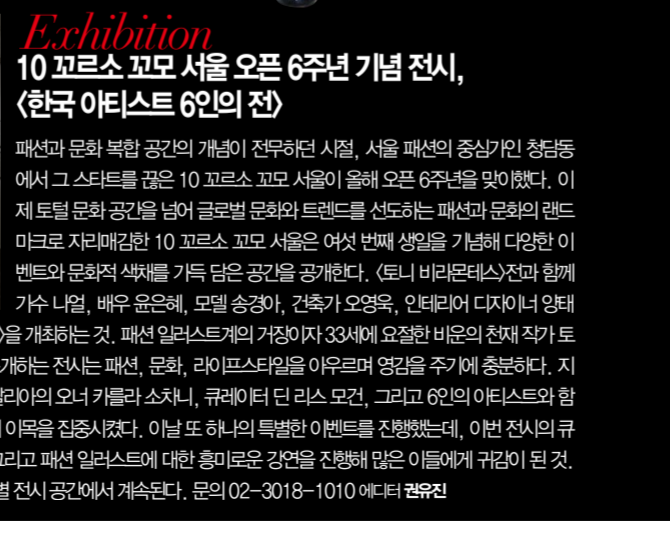 Exhibition
10 꼬르소 꼬모 서울 오픈 6주년 기념 전시,
〈한국 아티스트 6인의 전〉
패션과 문화 복합 공간의 개념이 전무하던 시절, 서울 패션의 중심가인 청담동
에서 그 스타트를 끊은 10 꼬르소 꼬모 서울이 올해 오픈 6주년을 맞이했다. 이
제 토털 문화 공간을 넘어 글로벌 문화와 트렌드를 선도하는 패션과 문화의 랜드
마크로 자리매김한 10 꼬르소 꼬모 서울은 여섯 번째 생일을 기념해 다양한 이
벤트와 문화적 색채를 가득 담은 공간을 공개한다. 〈토니 비라몬테스〉전과 함께
가수 나얼, 배우 윤은혜, 모델 송경아, 건축가 오영욱, 인테리어 디자이너 양태
〉을 개최하는 것. 패션 일러스트계의 거장이자 33세에 요절한 비운의 천재 작가 토
개하는 전시는 패션, 문화, 라이프스타일을 아우르며 영감을 주기에 충분하다. 지
탈리아의 오너 카를라 소차니, 큐레이터 딘 리스 모건, 그리고 6인의 아티스트와 함
이목을 집중시켰다. 이날 또 하나의 특별한 이벤트를 진행했는데, 이번 전시의 큐
그리고 패션 일러스트에 대한 흥미로운 강연을 진행해 많은 이들에게 귀감이 된 것.
별 전시 공간에서 계속된다. 문의 02-3018-1010 에디터 권유진